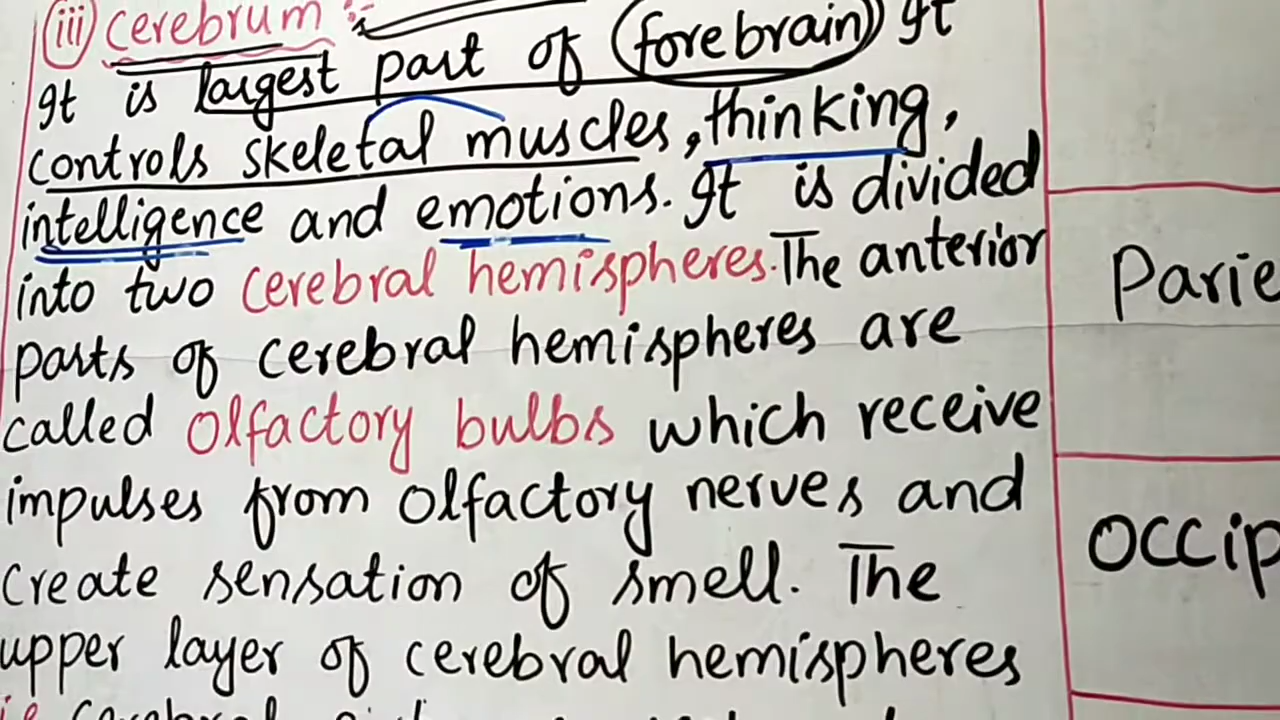 (iii) cerebrum :-
It is largest part of (forebrain) It
controls skeletal muscles, thinking,
intelligence and emotions. It is divided
into two cerebral hemispheres. The anterior
parts of cerebral hemispheres are
called Olfactory bulbs which receive
impulses from olfactory nerves and
create sensation of smell. The
upper layer of cerebral hemispheres
cerebral
Parie
Occip